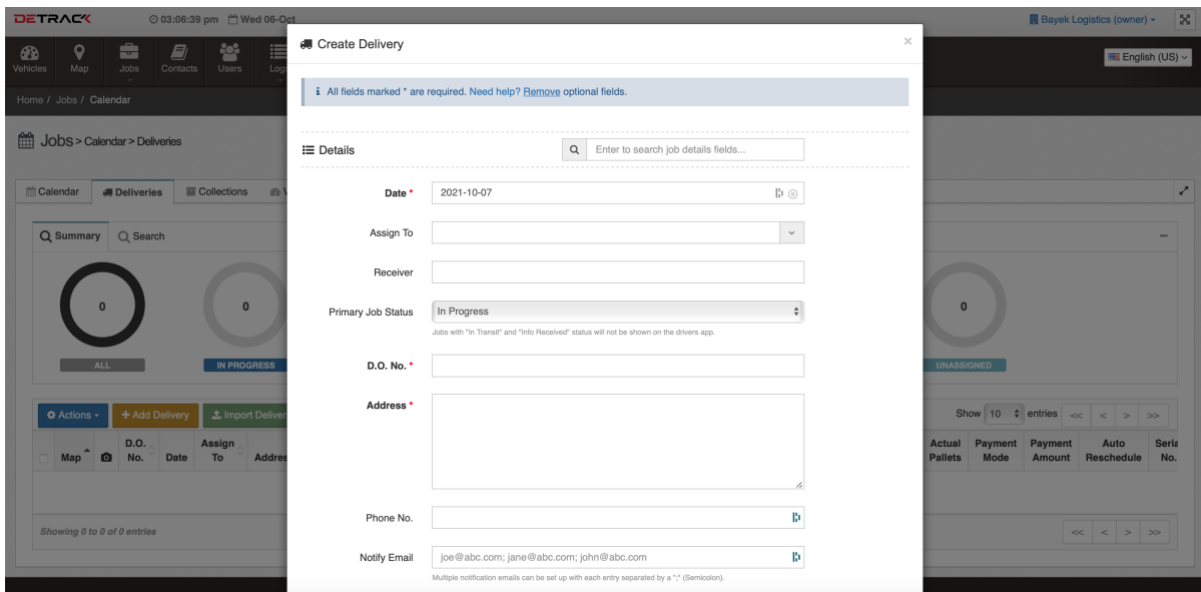 DETRACK
03:06:39 pm Wed 06-Oct
Bayek Logistics (owner)
Vehicles
Map
Jobs
Contacts
Users
Logs
English (US)
Home / Jobs / Calendar
Jobs > Calendar > Deliveries
Calendar
Deliveries
Collections
Summary
Search
0
0
0
ALL
IN PROGRESS
UNASSIGNED
Actions
+ Add Delivery
Import Deliver
Show 10 entries << < > >>
Map
D.O. No.
Date
Assign To
Addres
Actual Pallets
Payment Mode
Payment Amount
Auto Reschedule
Seria No.
Showing 0 to 0 of 0 entries
<< < > >>
Create Delivery ×
i All fields marked * are required. Need help? Remove optional fields.
Details
Enter to search job details fields...
Date *
2021-10-07
Assign To
Receiver
Primary Job Status
In Progress
Jobs with "In Transit" and "Info Received" status will not be shown on the drivers app.
D.O. No. *
Address *
Phone No.
Notify Email
joe@abc.com; jane@abc.com; john@abc.com
Multiple notification emails can be set up with each entry separated by a ";" (Semicolon).